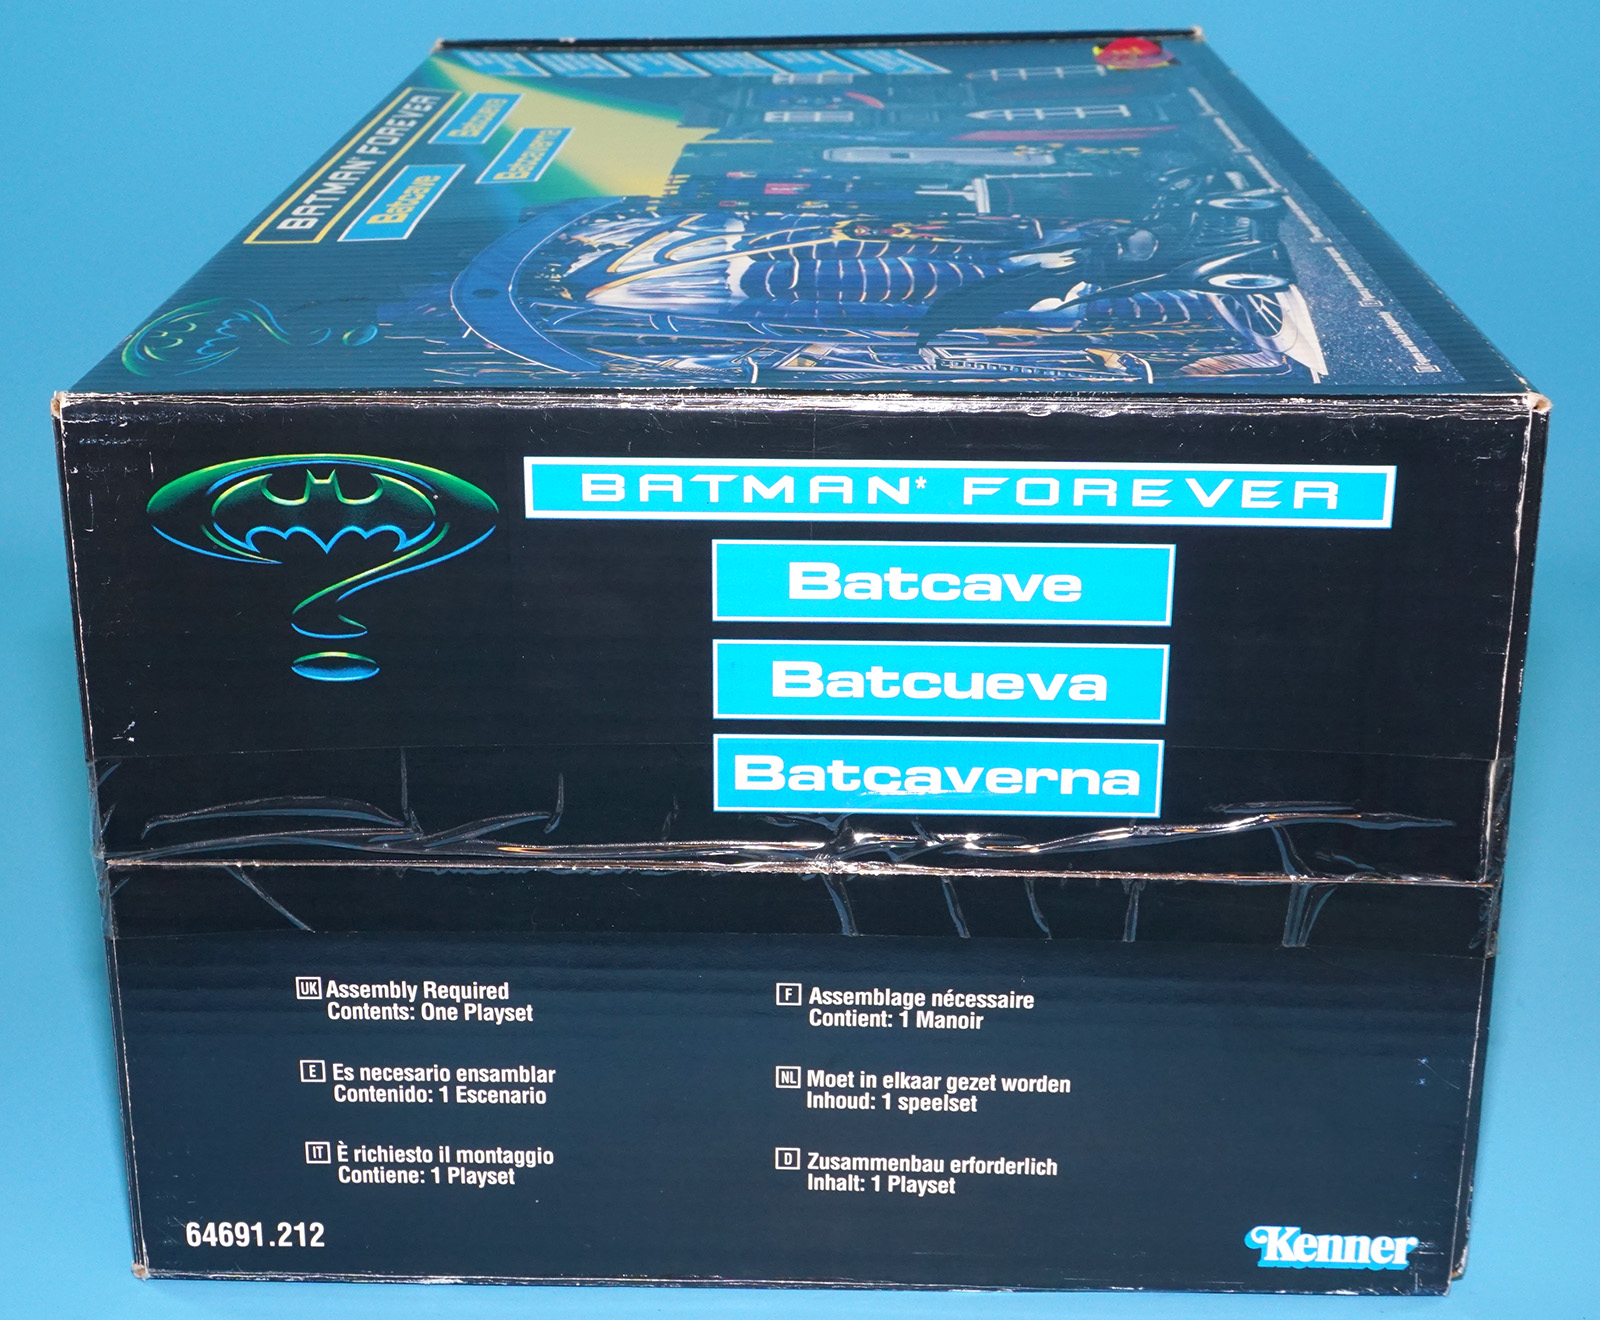 BATMAN* FOREVER
Batcave
Batcueva
Batcaverna
BATMAN* FOREVER
Batcave
Batcueva
Batcaverna
UK Assembly Required
Contents: One Playset
F Assemblage nécessaire
Contient: 1 Manoir
E Es necesario ensamblar
Contenido: 1 Escenario
NL Moet in elkaar gezet worden
Inhoud: 1 speelset
IT È richiesto il montaggio
Contiene: 1 Playset
D Zusammenbau erforderlich
Inhalt: 1 Playset
64691.212
Kenner